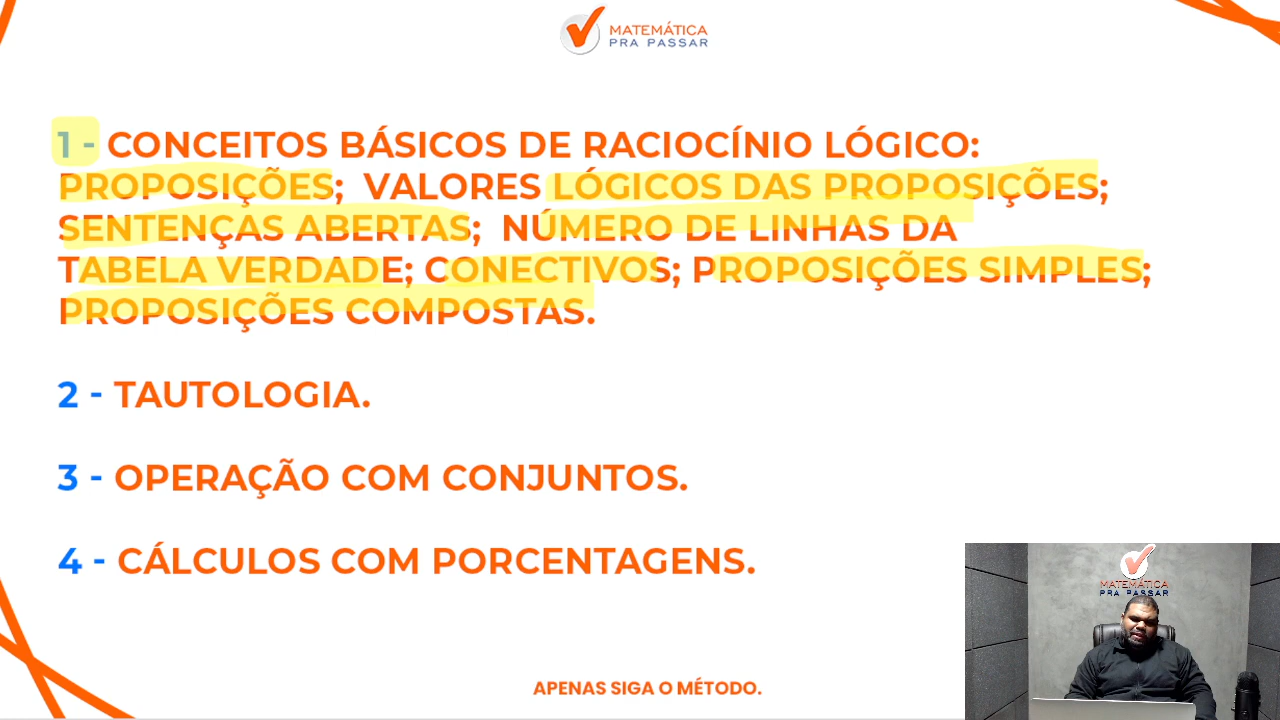 MATEMÁTICA
PRA PASSAR
1 - CONCEITOS BÁSICOS DE RACIOCÍNIO LÓGICO:
PROPOSIÇÕES; VALORES LÓGICOS DAS PROPOSIÇÕES;
SENTENÇAS ABERTAS; NÚMERO DE LINHAS DA
TABELA VERDADE; CONECTIVOS; PROPOSIÇÕES SIMPLES;
PROPOSIÇÕES COMPOSTAS.
2 - TAUTOLOGIA.
3 - OPERAÇÃO COM CONJUNTOS.
4 - CÁLCULOS COM PORCENTAGENS.
MATEMÁTICA
PRA PASSAR
APENAS SIGA O MÉTODO.